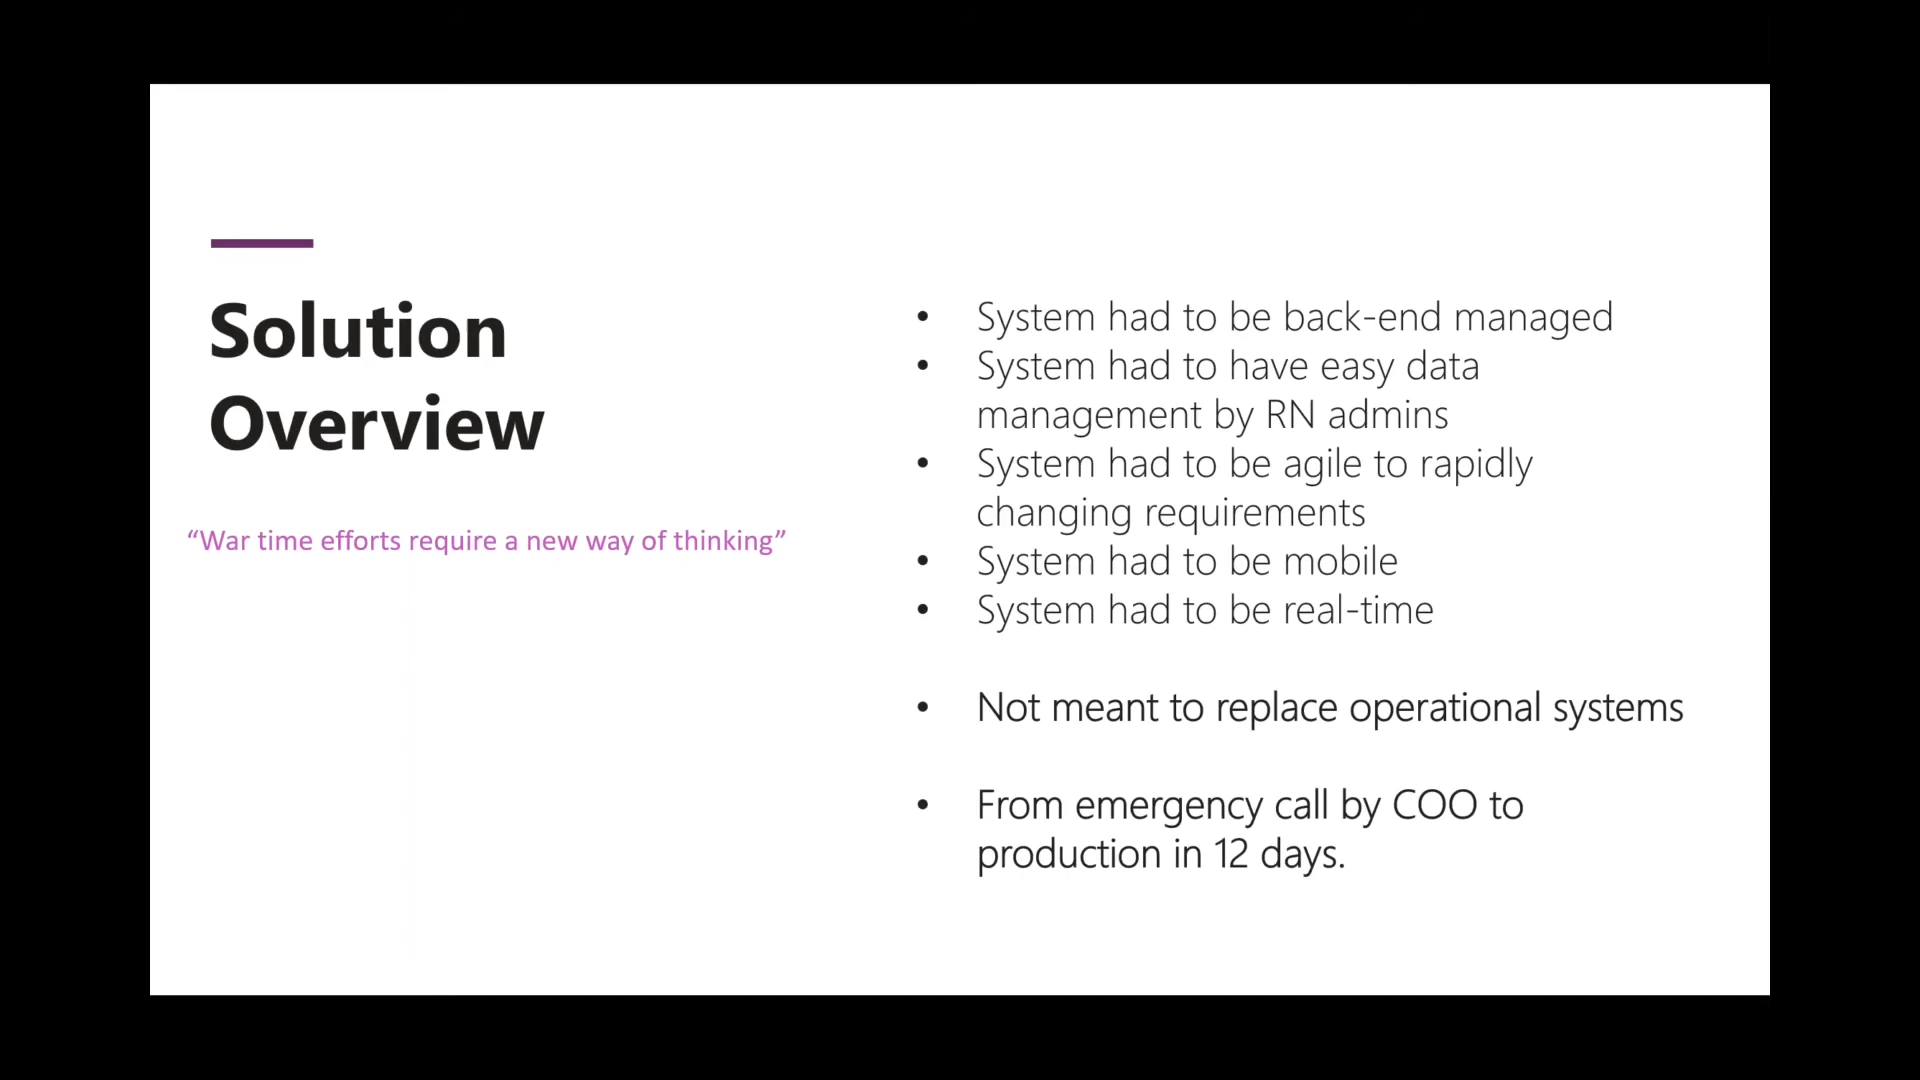 Solution
Overview
“War time efforts require a new way of thinking”
• System had to be back-end managed
• System had to have easy data
management by RN admins
• System had to be agile to rapidly
changing requirements
• System had to be mobile
• System had to be real-time
• Not meant to replace operational systems
• From emergency call by COO to
production in 12 days.